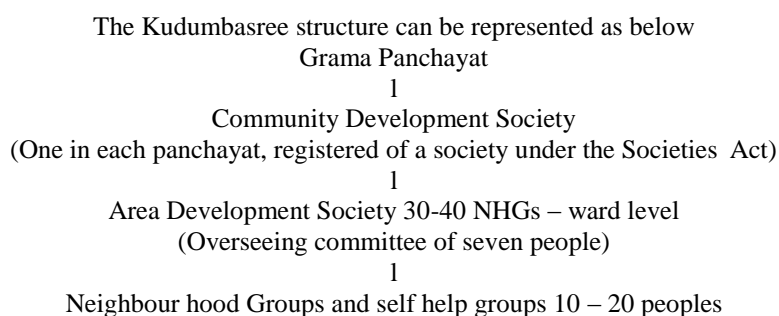 The Kudumbasree structure can be represented as below
Grama Panchayat
l
Community Development Society
(One in each panchayat, registered of a society under the Societies Act)
l
Area Development Society 30-40 NHGs – ward level
(Overseeing committee of seven people)
l
Neighbour hood Groups and self help groups 10 – 20 peoples